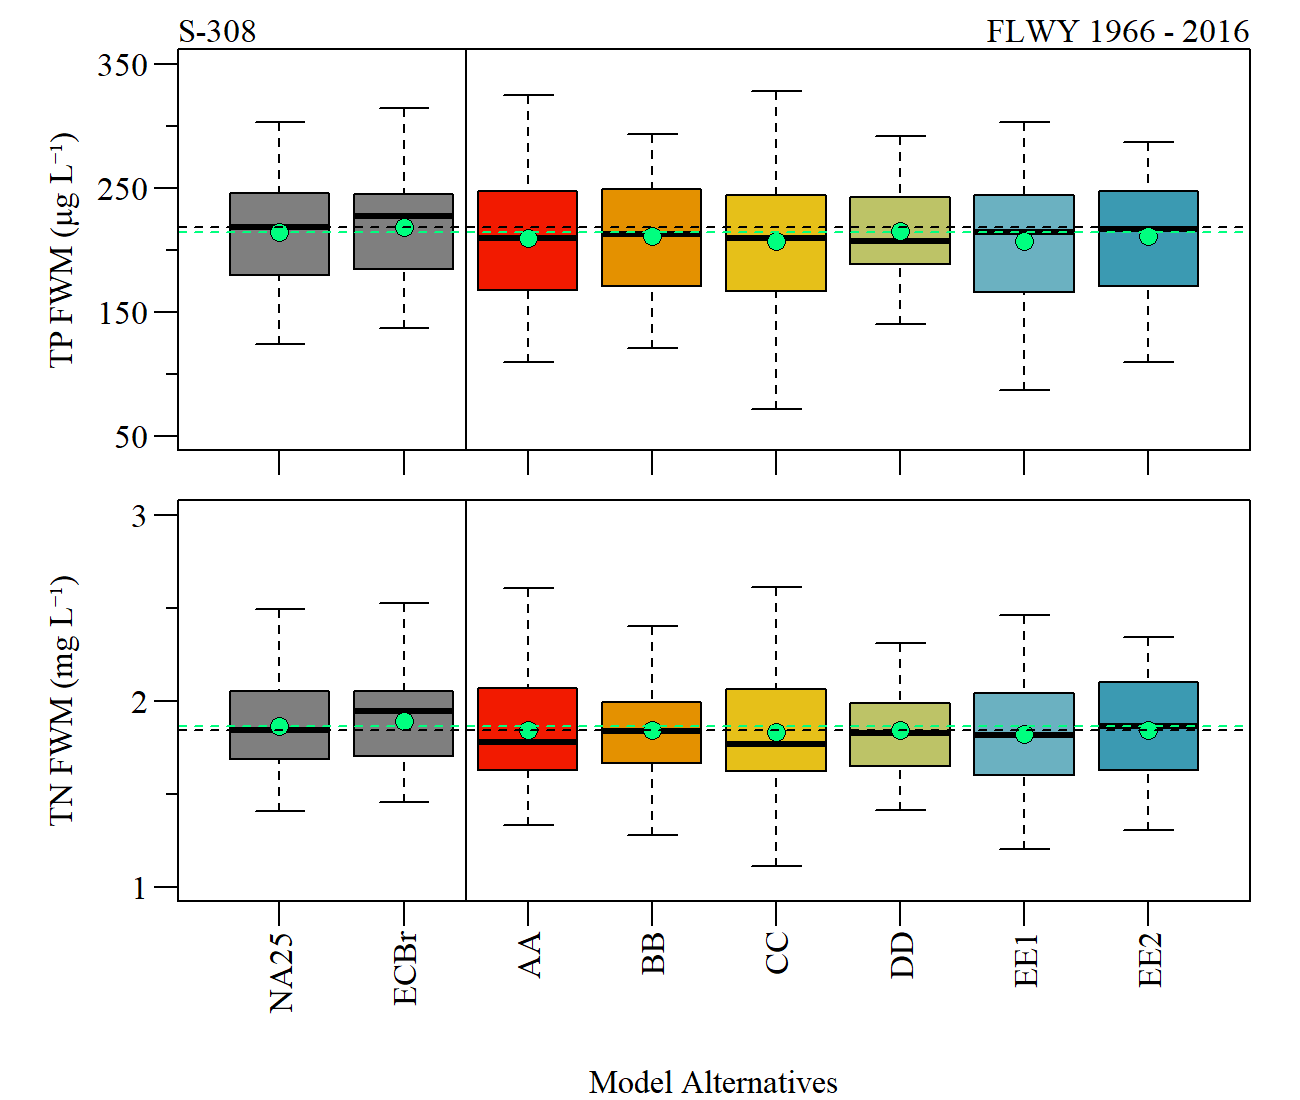 S-308
FLWY 1966 - 2016
TP FWM (µg L⁻¹)
350
250
150
50
TN FWM (mg L⁻¹)
3
2
1
NA25
ECBr
AA
BB
CC
DD
EE1
EE2
Model Alternatives